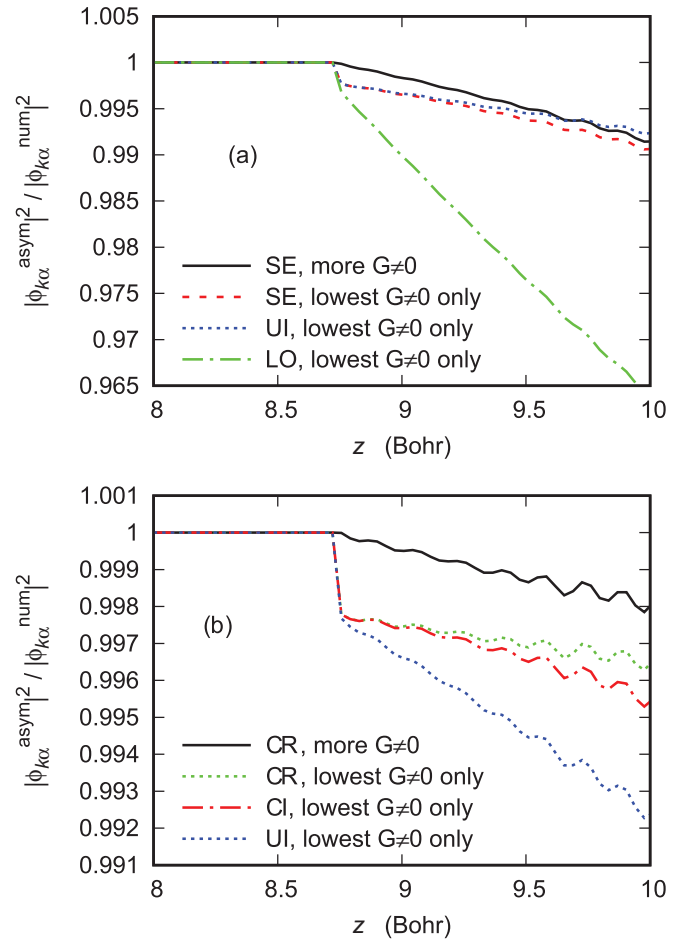 1.005
1
0.995
0.99
0.985
0.98
0.975
0.97
0.965
|ϕkα^asym|^2 / |ϕkα^num|^2
(a)
SE, more G≠0
SE, lowest G≠0 only
UI, lowest G≠0 only
LO, lowest G≠0 only
8 8.5 9 9.5 10
z (Bohr)
1.001
1
0.999
0.998
0.997
0.996
0.995
0.994
0.993
0.992
0.991
|ϕkα^asym|^2 / |ϕkα^num|^2
(b)
CR, more G≠0
CR, lowest G≠0 only
CI, lowest G≠0 only
UI, lowest G≠0 only
8 8.5 9 9.5 10
z (Bohr)